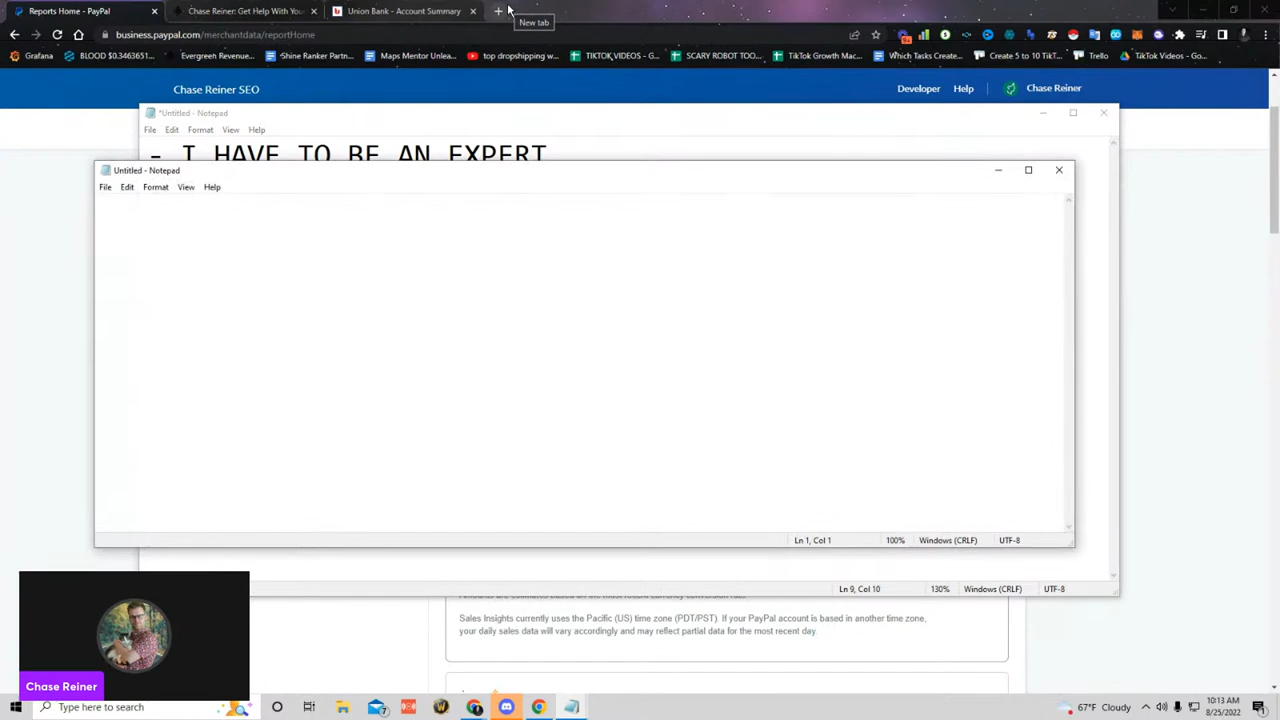 Reports Home - PayPal
Chase Reiner: Get Help With You
Union Bank - Account Summary
New tab
business.paypal.com/merchantdata/reportHome
Grafana
BLOOD $0.3463651...
Evergreen Revenue...
Shine Ranker Partn...
Maps Mentor Unlea...
top dropshipping w...
TIKTOK VIDEOS - G...
SCARY ROBOT TOO...
TikTok Growth Mac...
Which Tasks Create...
Create 5 to 10 TikT...
Trello
TikTok Videos - Go...
Chase Reiner SEO
Developer
Help
Chase Reiner
*Untitled - Notepad
File Edit Format View Help
- I HAVE TO BE AN EXPERT
Untitled - Notepad
File Edit Format View Help
Ln 1, Col 1
100%
Windows (CRLF)
UTF-8
Ln 9, Col 10
130%
Windows (CRLF)
UTF-8
Sales Insights currently uses the Pacific (US) time zone (PDT/PST). If your PayPal account is based in another time zone,
your daily sales data will vary accordingly and may reflect partial data for the most recent day.
Chase Reiner
Type here to search
7
67°F Cloudy
10:13 AM
8/25/2022